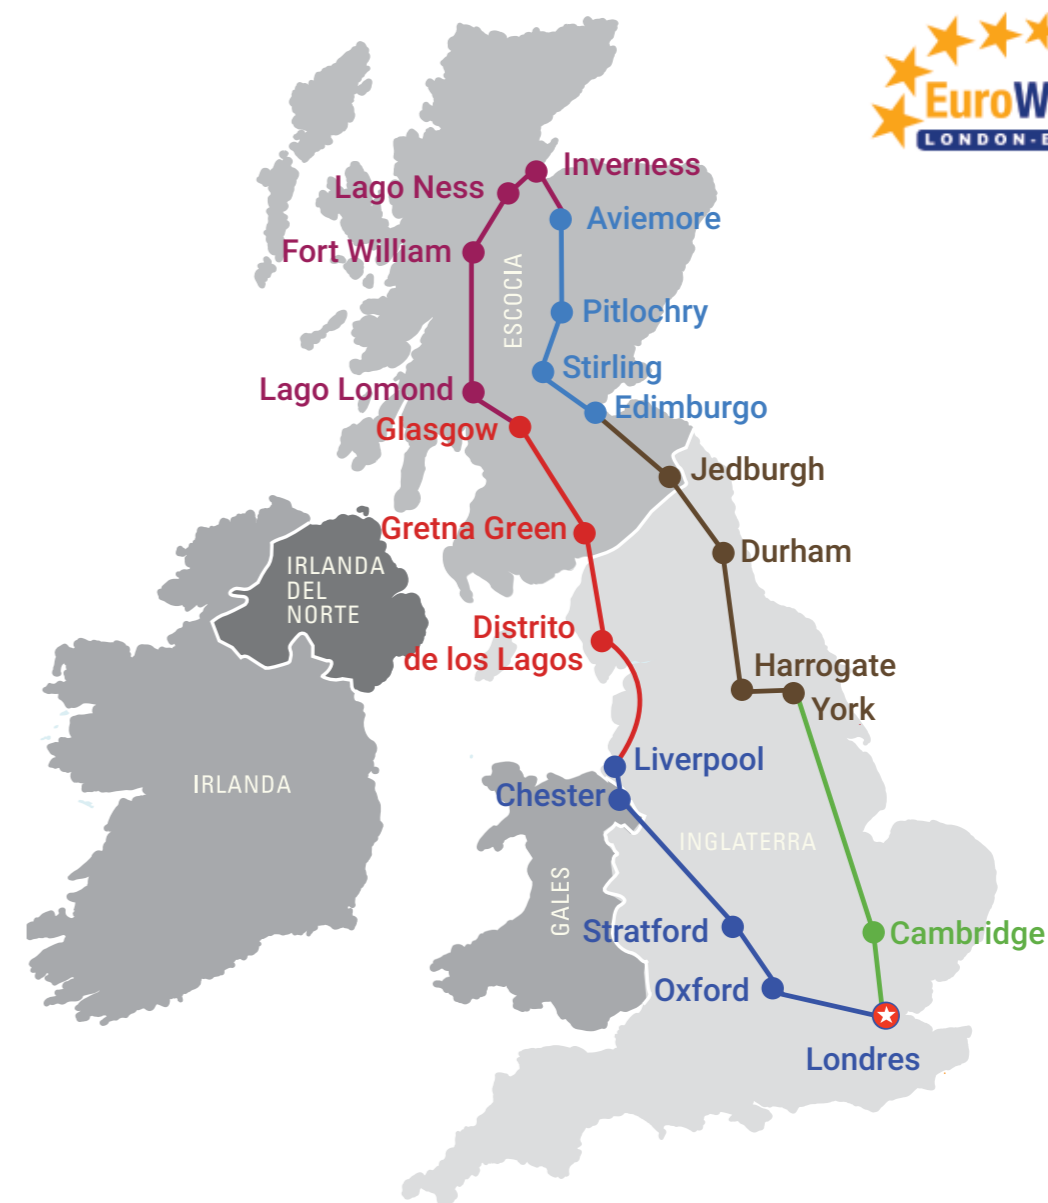 EuroW
LONDON-E
Inverness
Lago Ness
Aviemore
Fort William
ESCOCIA
Pitlochry
Stirling
Lago Lomond
Edimburgo
Glasgow
Jedburgh
Gretna Green
Durham
IRLANDA
DEL
NORTE
Distrito
de los Lagos
Harrogate
York
Liverpool
IRLANDA
Chester
INGLATERRA
GALES
Stratford
Cambridge
Oxford
Londres